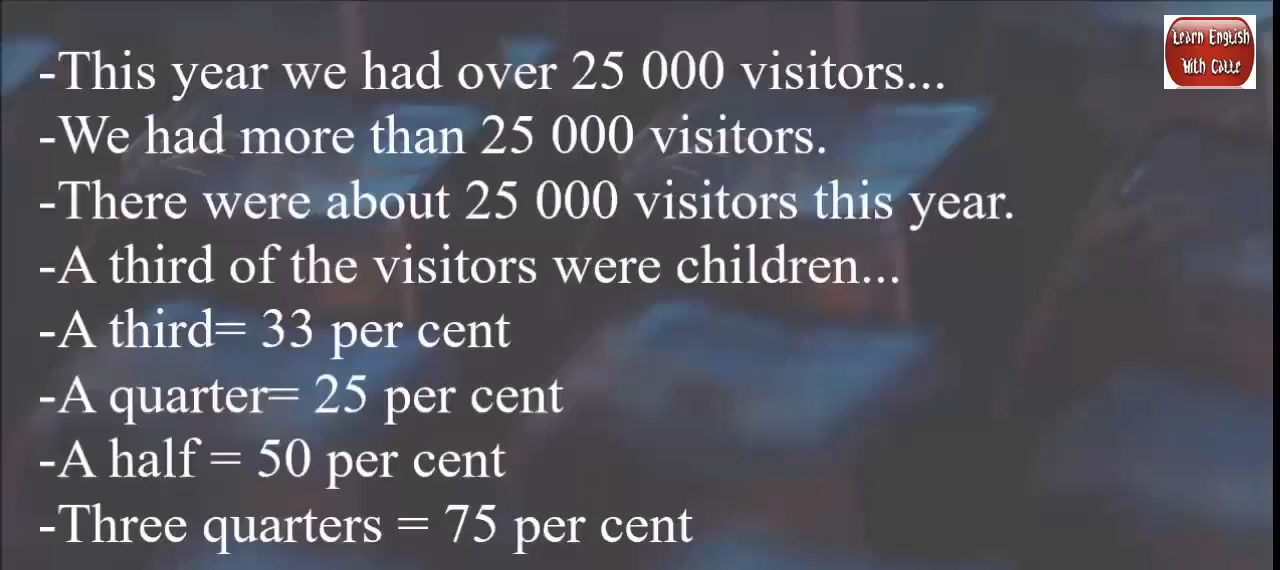 -This year we had over 25 000 visitors...
-We had more than 25 000 visitors.
-There were about 25 000 visitors this year.
-A third of the visitors were children...
-A third= 33 per cent
-A quarter= 25 per cent
-A half = 50 per cent
-Three quarters = 75 per cent
Learn English
With Calle